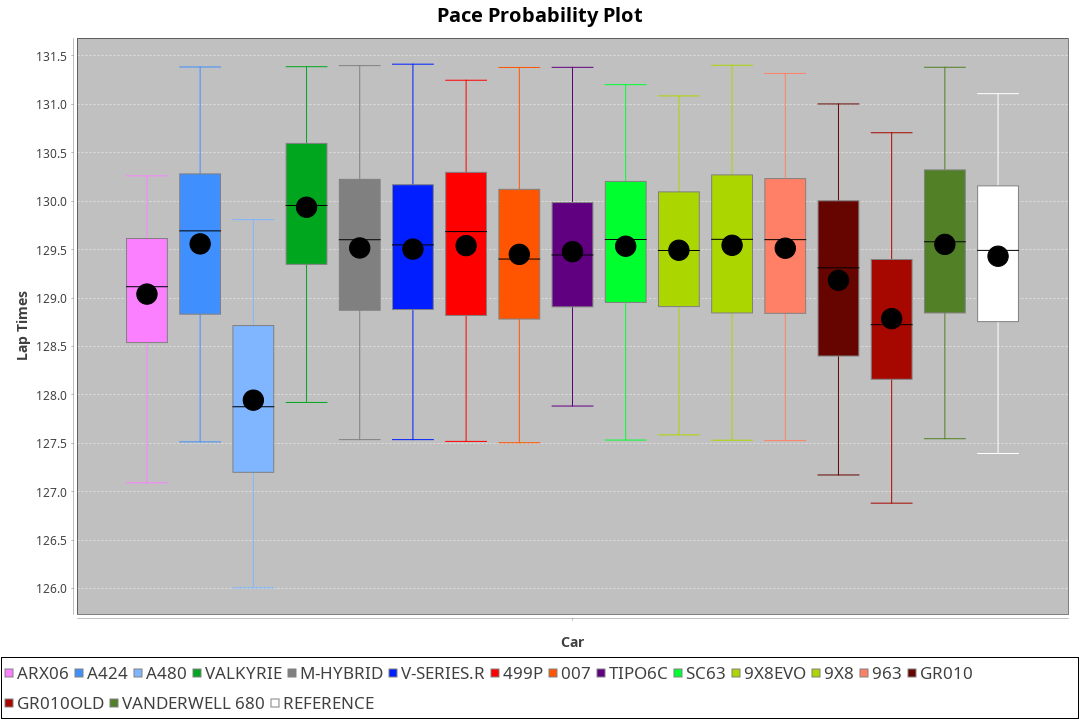 Pace Probability Plot
Lap Times
131.5
131.0
130.5
130.0
129.5
129.0
128.5
128.0
127.5
127.0
126.5
126.0
Car
ARX06 A424 A480 VALKYRIE M-HYBRID V-SERIES.R 499P 007 TIPO6C SC63 9X8EVO 9X8 963 GR010
GR010OLD VANDERWELL 680 REFERENCE